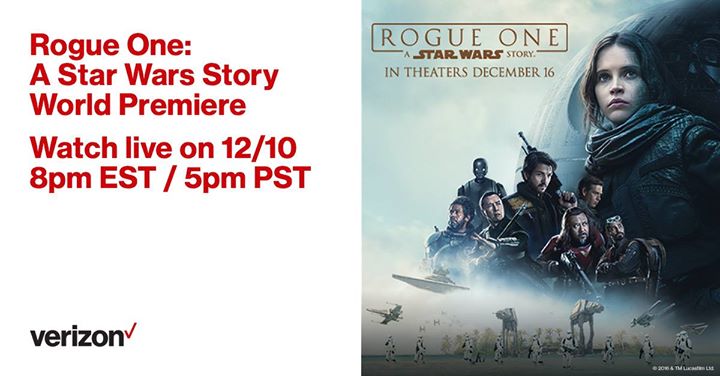 Rogue One:
A Star Wars Story
World Premiere
Watch live on 12/10
8pm EST / 5pm PST
verizon✓
ROGUE ONE
A STAR WARS STORY
IN THEATERS DECEMBER 16
© 2016 & TM Lucasfilm Ltd.